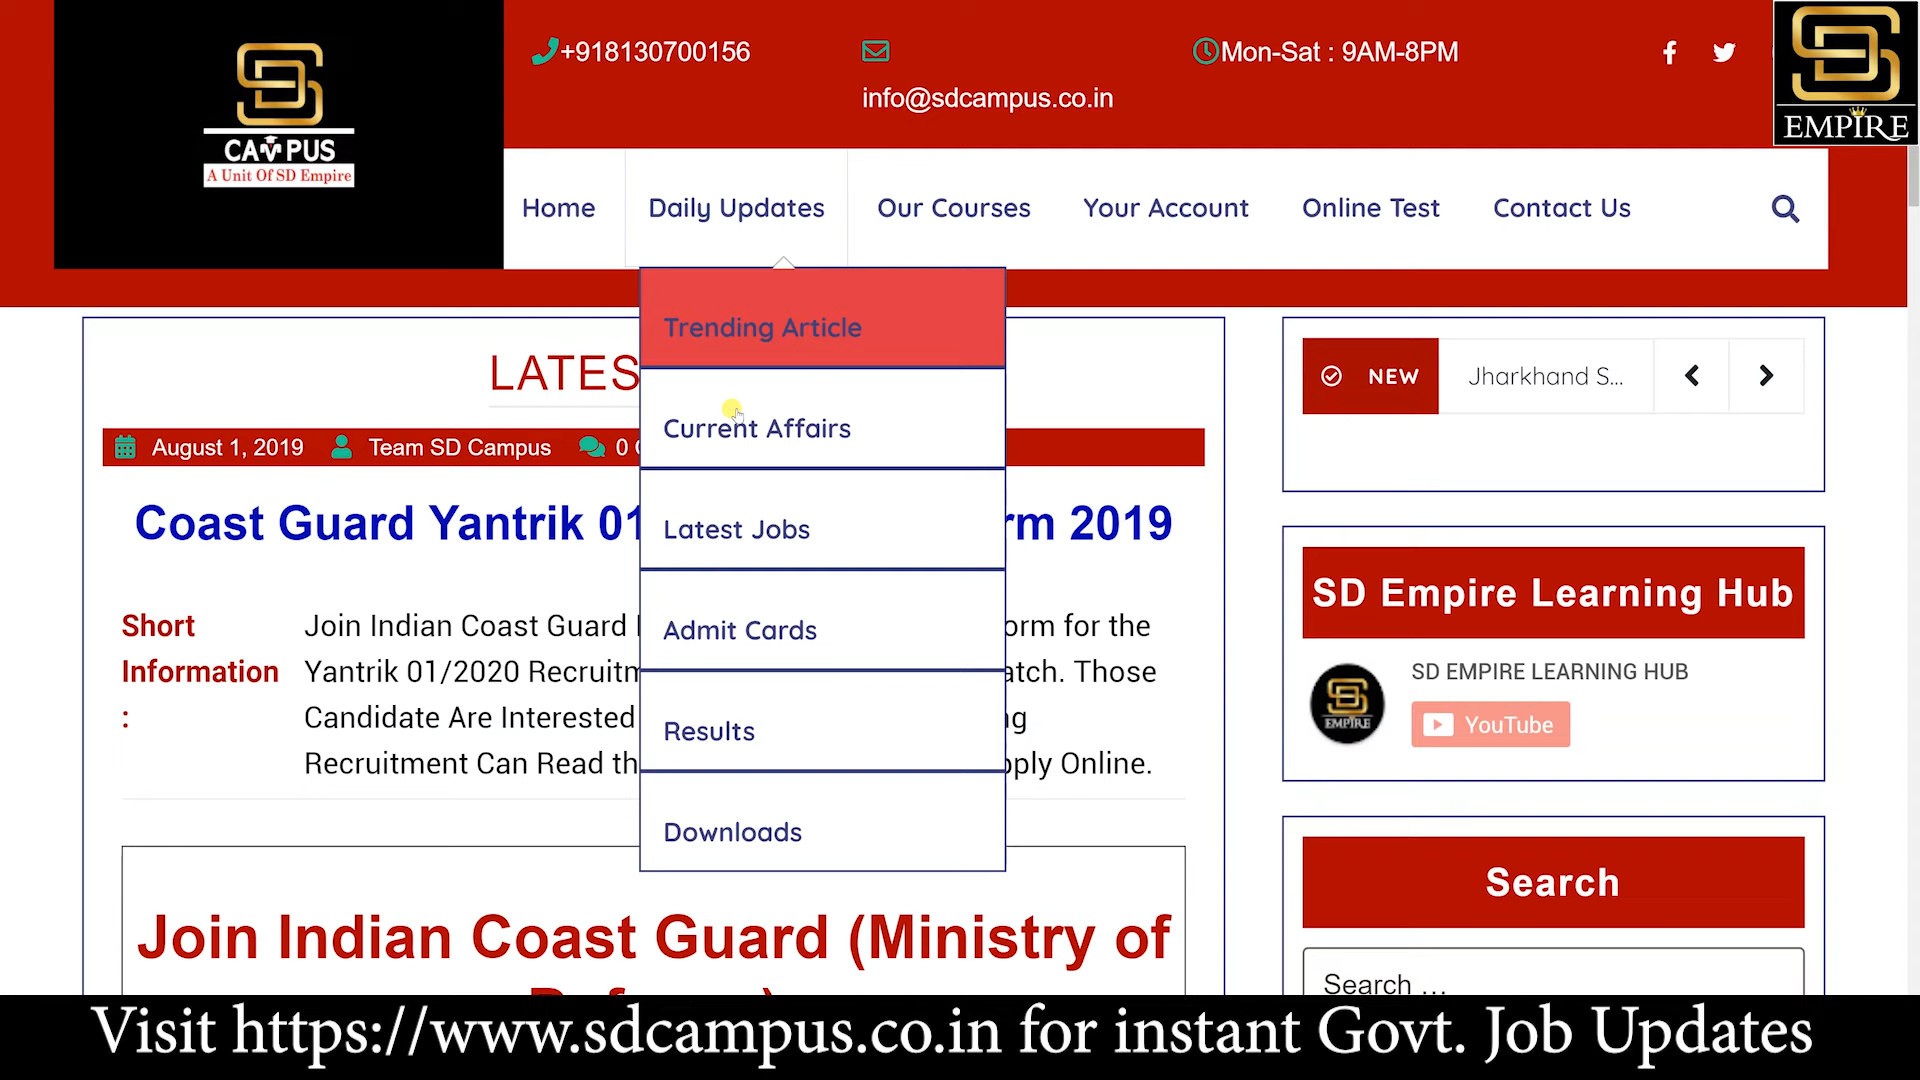 CAMPUS
A Unit Of SD Empire
+918130700156
info@sdcampus.co.in
Mon-Sat : 9AM-8PM
SD
EMPIRE
Home
Daily Updates
Our Courses
Your Account
Online Test
Contact Us
Trending Article
Current Affairs
Latest Jobs
Admit Cards
Results
Downloads
LATES
August 1, 2019
Team SD Campus
0
Coast Guard Yantrik 01 rm 2019
Short
Information
:
Join Indian Coast Guard orm for the
Yantrik 01/2020 Recruitm atch. Those
Candidate Are Interested ng
Recruitment Can Read th pply Online.
Join Indian Coast Guard (Ministry of
NEW
Jharkhand S...
SD Empire Learning Hub
SD EMPIRE LEARNING HUB
EMPIRE
YouTube
Search
Search …
Visit https://www.sdcampus.co.in for instant Govt. Job Updates